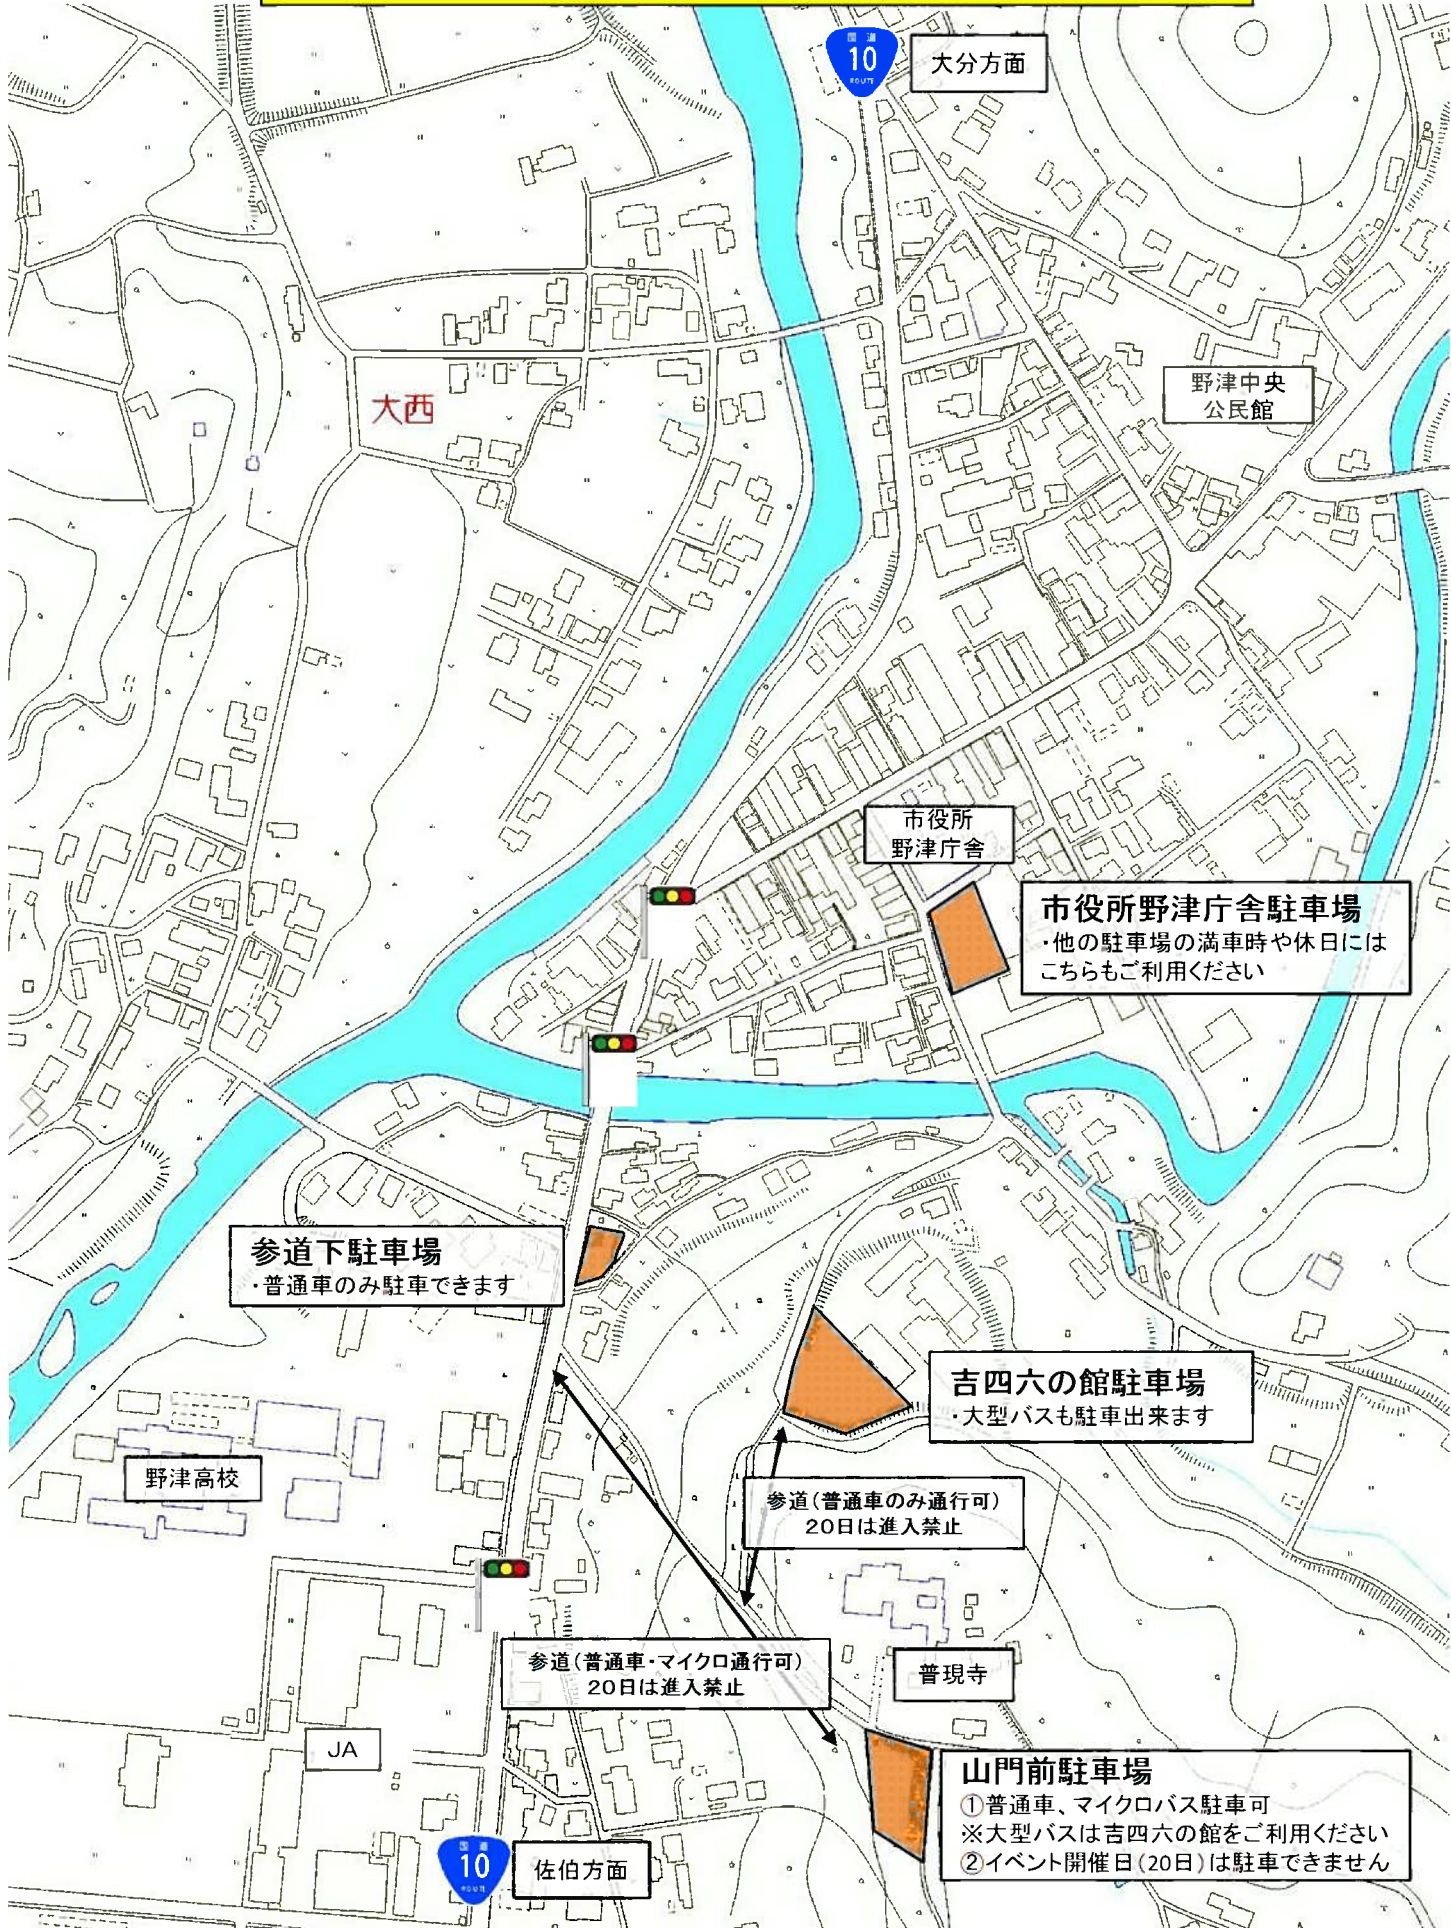 国道
10
ROUTE
大分方面
大西
野津中央
公民館
市役所
野津庁舎
市役所野津庁舎駐車場
・他の駐車場の満車時や休日には
こちらもご利用ください
参道下駐車場
・普通車のみ駐車できます
吉四六の館駐車場
・大型バスも駐車出来ます
野津高校
参道(普通車のみ通行可)
20日は進入禁止
参道(普通車・マイクロ通行可)
20日は進入禁止
普現寺
JA
山門前駐車場
①普通車、マイクロバス駐車可
※大型バスは吉四六の館をご利用ください
②イベント開催日(20日)は駐車できません
国道
10
ROUTE
佐伯方面